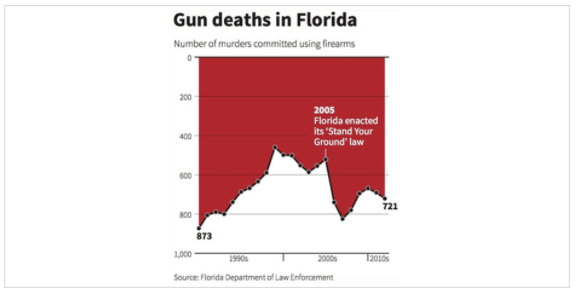 Gun deaths in Florida
Number of murders committed using firearms
0
200
2005
Florida enacted
its ‘Stand Your
Ground’ law
400
600
800
721
873
1,000
1990s
2000s
2010s
Source: Florida Department of Law Enforcement